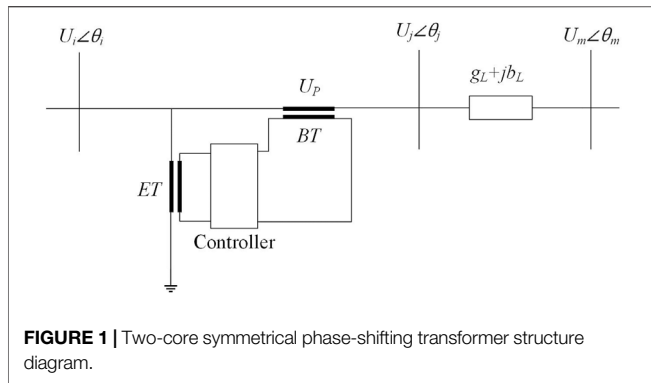 U_i∠θ_i
U_j∠θ_j
U_m∠θ_m
g_L+jb_L
U_P
BT
ET
Controller
FIGURE 1 | Two-core symmetrical phase-shifting transformer structure
diagram.